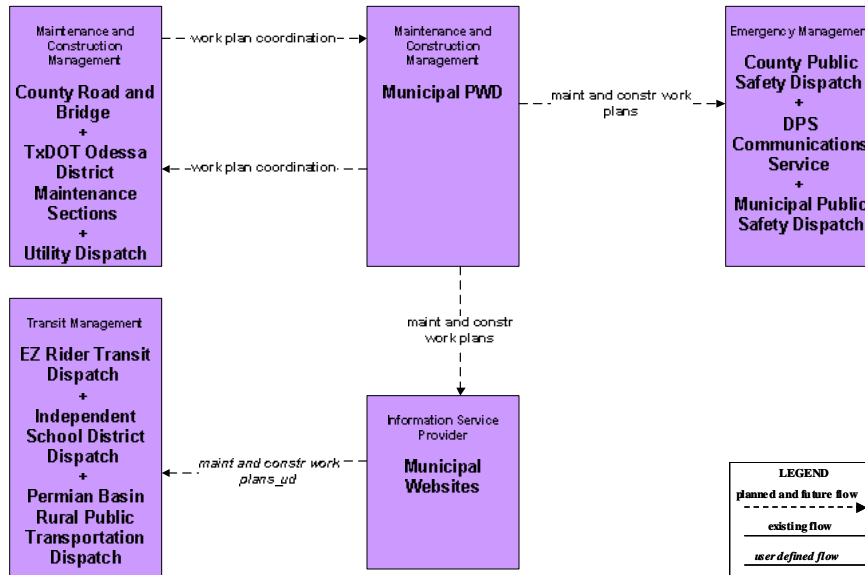 Maintenance and
Construction
Management
County Road and
Bridge
+
TxDOT Odessa
District
Maintenance
Sections
+
Utility Dispatch
work plan coordination
work plan coordination
Maintenance and
Construction
Management
Municipal PWD
maint and constr work
plans
Emergency Management
County Public
Safety Dispatch
+
DPS
Communications
Service
+
Municipal Public
Safety Dispatch
maint and constr
work plans
Transit Management
EZ Rider Transit
Dispatch
+
Independent
School District
Dispatch
+
Permian Basin
Rural Public
Transportation
Dispatch
maint and constr work
plans_ud
Information Service
Provider
Municipal
Websites
LEGEND
planned and future flow
existing flow
user defined flow